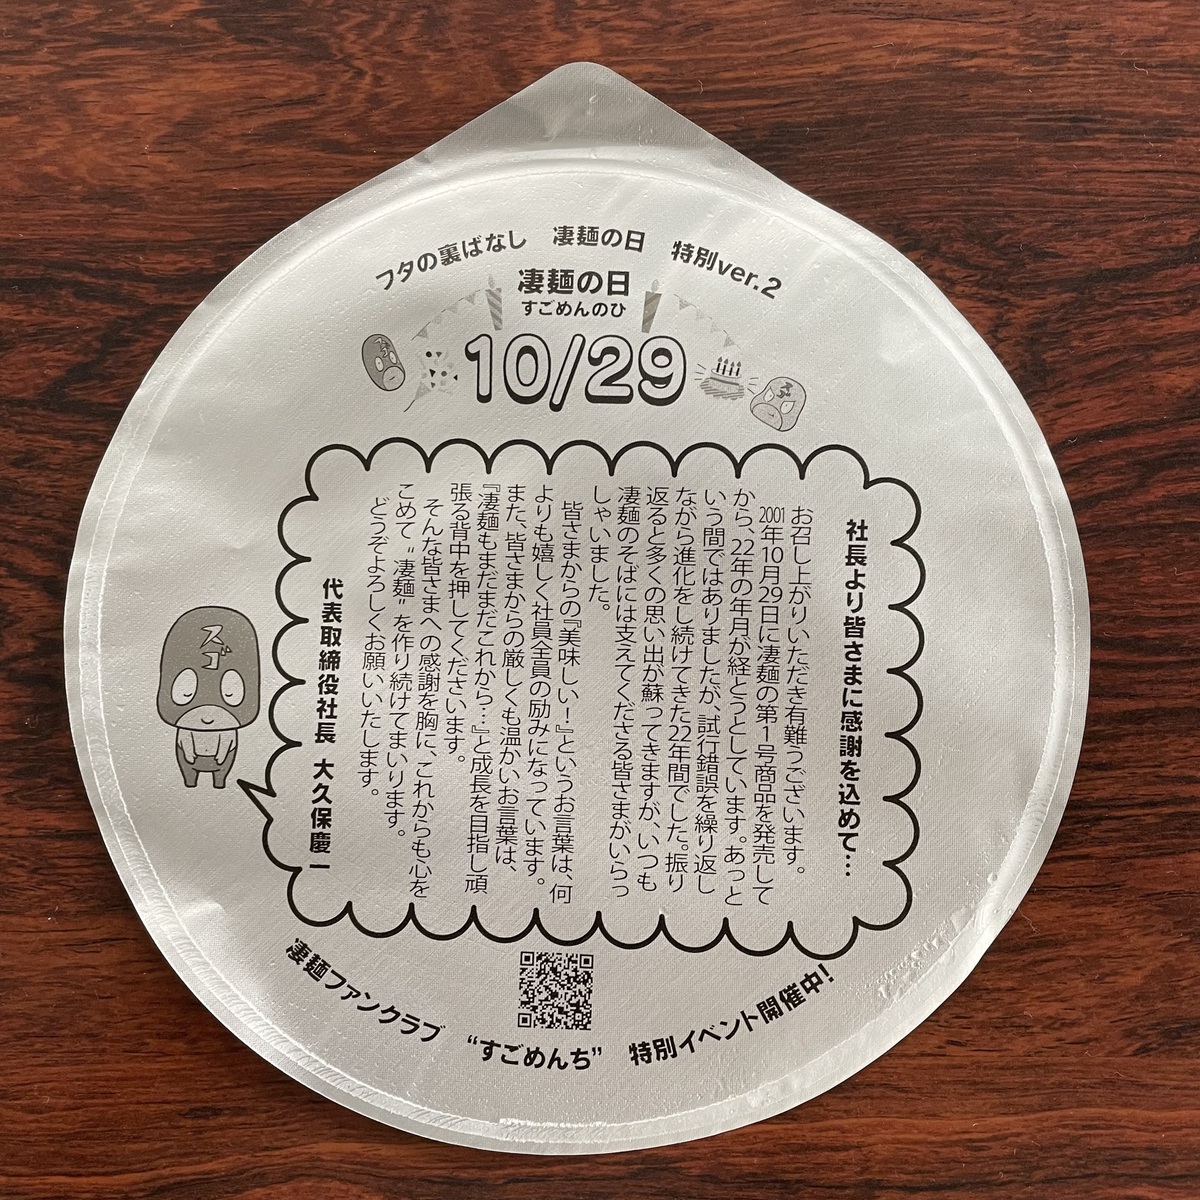 フタの裏ばなし 凄麺の日 特別ver.2
凄麺の日
すごめんのひ
10/29
スゴ
スゴ
社長より皆さまに感謝を込めて…
お召し上がりいただき有難うございます。
2001年10月29日に凄麺の第1号商品を発売して
から、22年の年月が経とうとしています。あっと
いう間ではありましたが、試行錯誤を繰り返し
ながら進化をし続けてきた22年間でした。振り
返ると多くの思い出が蘇ってきますが、いつも
凄麺のそばには支えてくださる皆さまがいらっ
しゃいました。
皆さまからの『美味しい！』というお言葉は、何
よりも嬉しく社員全員の励みになっています。
また、皆さまからの厳しくも温かいお言葉は、
『凄麺もまだまだこれから…』と成長を目指し頑
張る背中を押してくださいます。
そんな皆さまへの感謝を胸に、これからも心を
こめて〝凄麺〟を作り続けてまいります。
どうぞよろしくお願いいたします。
代表取締役社長 大久保慶一
スゴ
凄麺ファンクラブ “すごめんち” 特別イベント開催中!